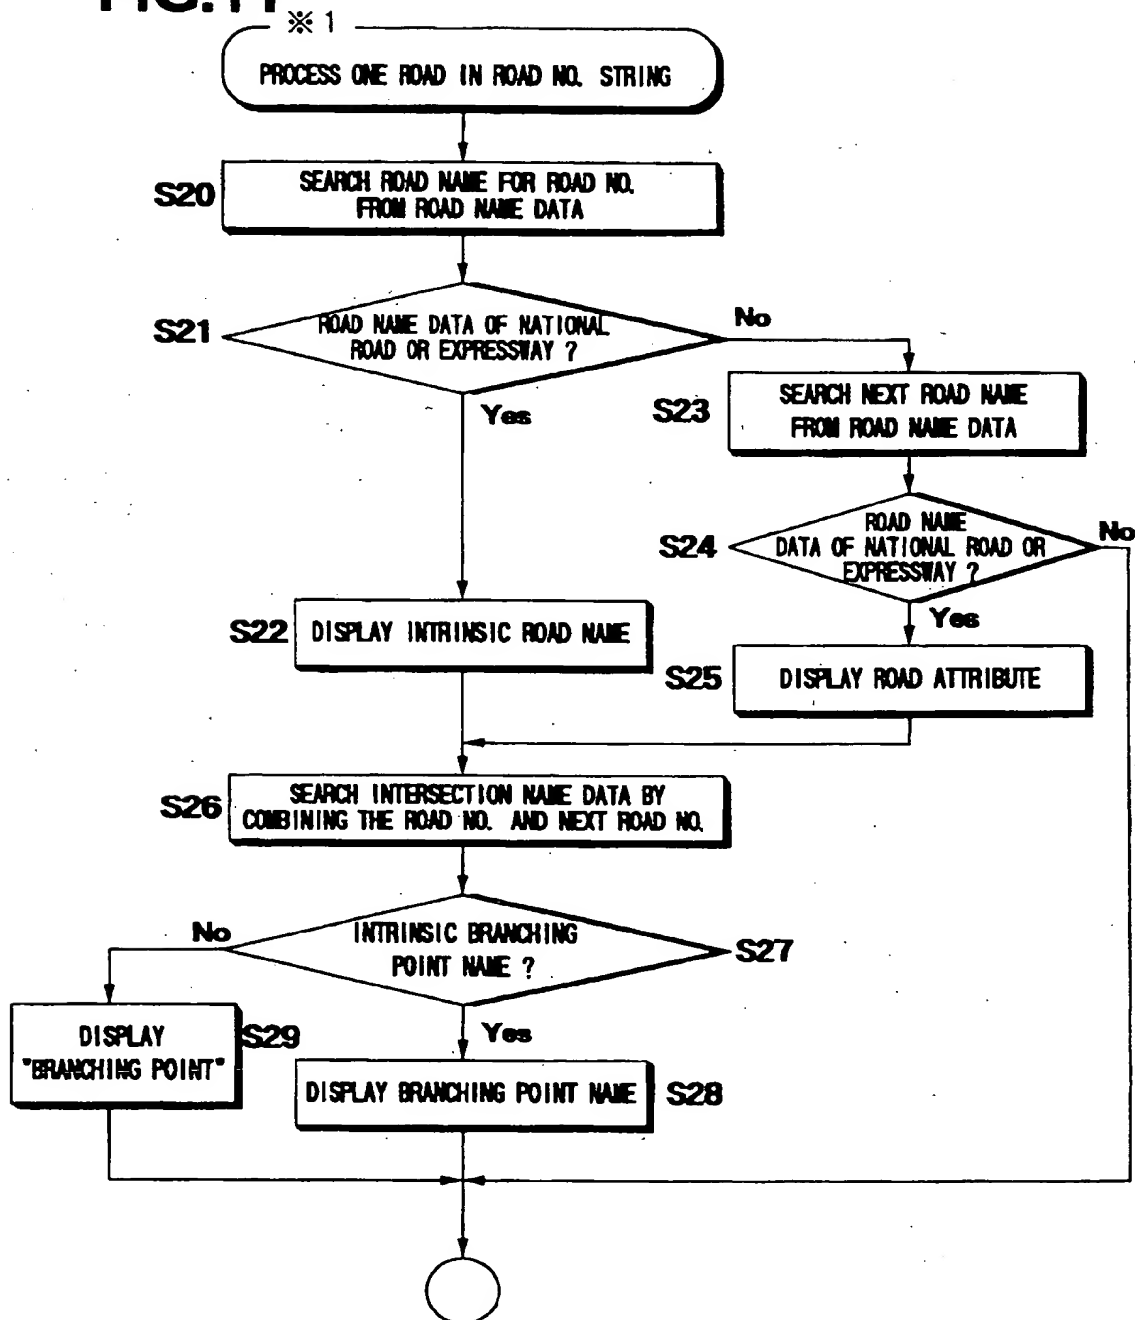 ※1
PROCESS ONE ROAD IN ROAD NO. STRING
S20
SEARCH ROAD NAME FOR ROAD NO.
FROM ROAD NAME DATA
S21
ROAD NAME DATA OF NATIONAL
ROAD OR EXPRESSWAY ?
No
Yes
S23
SEARCH NEXT ROAD NAME
FROM ROAD NAME DATA
S24
ROAD NAME
DATA OF NATIONAL ROAD OR
EXPRESSWAY ?
No
Yes
S22
DISPLAY INTRINSIC ROAD NAME
S25
DISPLAY ROAD ATTRIBUTE
S26
SEARCH INTERSECTION NAME DATA BY
COMBINING THE ROAD NO. AND NEXT ROAD NO.
No
INTRINSIC BRANCHING
POINT NAME ?
S27
Yes
DISPLAY
"BRANCHING POINT"
S29
DISPLAY BRANCHING POINT NAME
S28